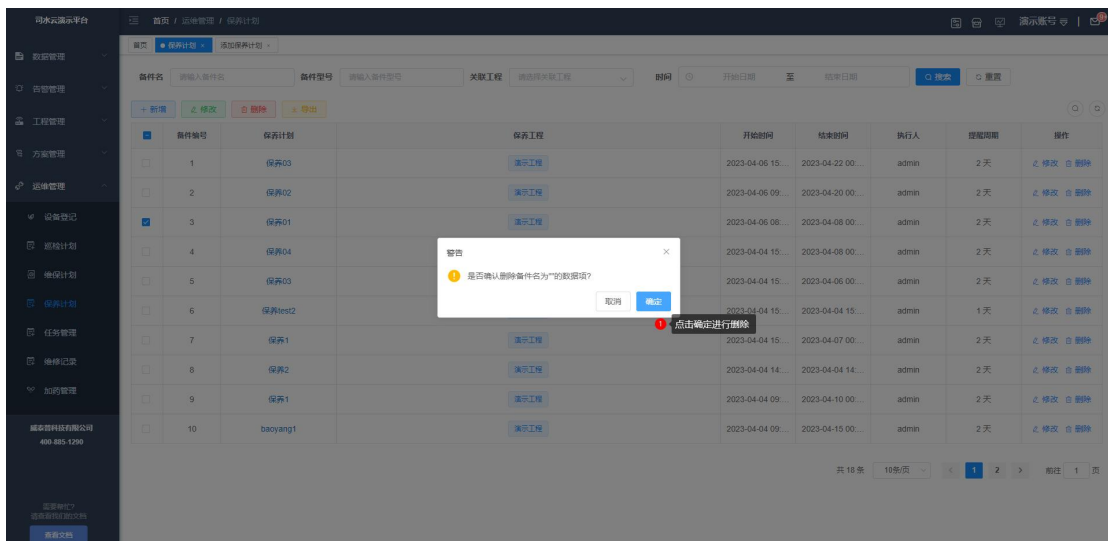 司水云演示平台
首页 / 运维管理 / 保养计划
演示账号
首页 保养计划 × 添加保养计划 ×
数据管理
告警管理
工程管理
方案管理
运维管理
设备登记
巡检计划
维保计划
保养计划
任务管理
维修记录
加药管理
科技有限公司
400-885-1290
请查看我们的文档
查看文档
备件名 请输入备件名 备件型号 请输入备件型号 关联工程 请选择关联工程 时间 开始日期 至 结束日期 搜索 重置
+ 新增 修改 删除 导出
备件编号 保养计划 保养工程 开始时间 结束时间 执行人 提醒周期 操作
1 保养03 演示工程 2023-04-06 15:... 2023-04-22 00:... admin 2天 修改 删除
2 保养02 演示工程 2023-04-06 09:... 2023-04-20 00:... admin 2天 修改 删除
3 保养01 演示工程 2023-04-06 08:... 2023-04-08 00:... admin 2天 修改 删除
4 保养04 2023-04-04 15:... 2023-04-08 00:... admin 2天 修改 删除
5 保养03 2023-04-04 15:... 2023-04-06 00:... admin 2天 修改 删除
6 保养test2 2023-04-04 15:... 2023-04-04 15:... admin 1天 修改 删除
7 保养1 演示工程 2023-04-04 15:... 2023-04-07 00:... admin 2天 修改 删除
8 保养2 演示工程 2023-04-04 14:... 2023-04-04 14:... admin 2天 修改 删除
9 保养1 演示工程 2023-04-04 09:... 2023-04-10 00:... admin 2天 修改 删除
10 baoyang1 演示工程 2023-04-04 09:... 2023-04-15 00:... admin 2天 修改 删除
警告 ×
是否确认删除备件名为""的数据项?
取消 确定
1 点击确定进行删除
共 18 条 10条/页 < 1 2 > 前往 1 页